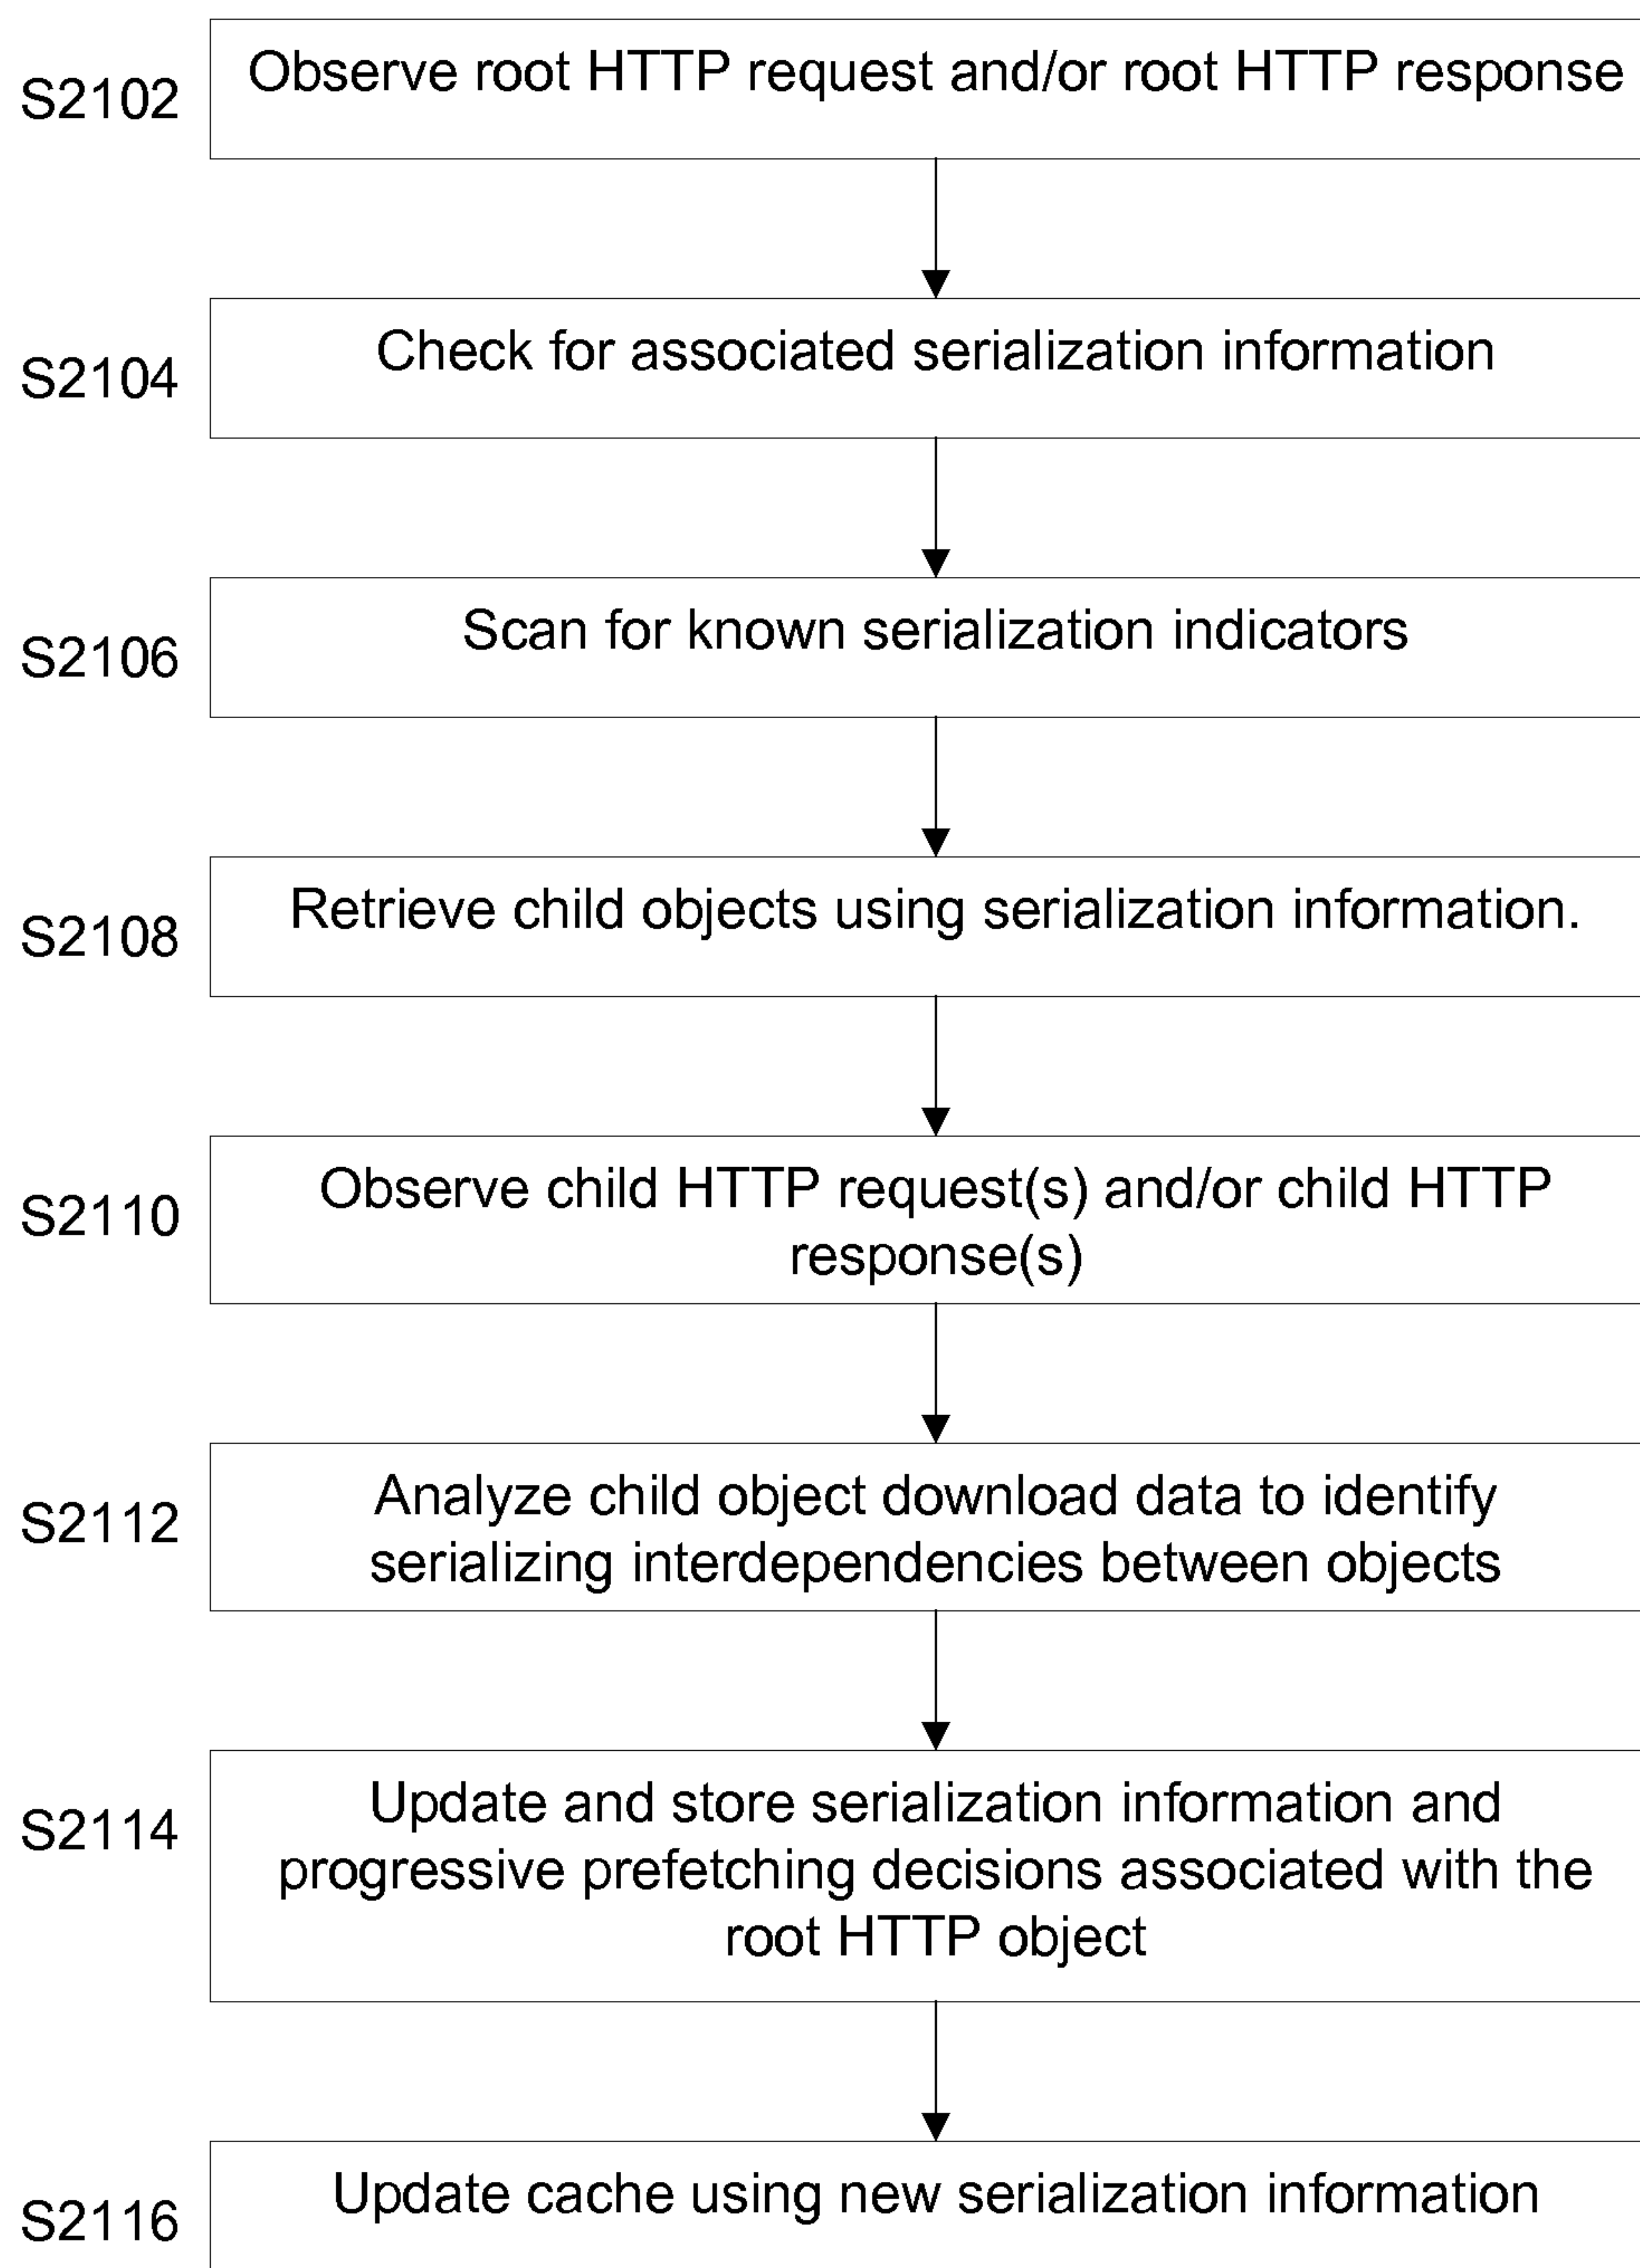 S2102
Observe root HTTP request and/or root HTTP response
S2104
Check for associated serialization information
S2106
Scan for known serialization indicators
S2108
Retrieve child objects using serialization information.
S2110
Observe child HTTP request(s) and/or child HTTP
response(s)
S2112
Analyze child object download data to identify
serializing interdependencies between objects
S2114
Update and store serialization information and
progressive prefetching decisions associated with the
root HTTP object
S2116
Update cache using new serialization information